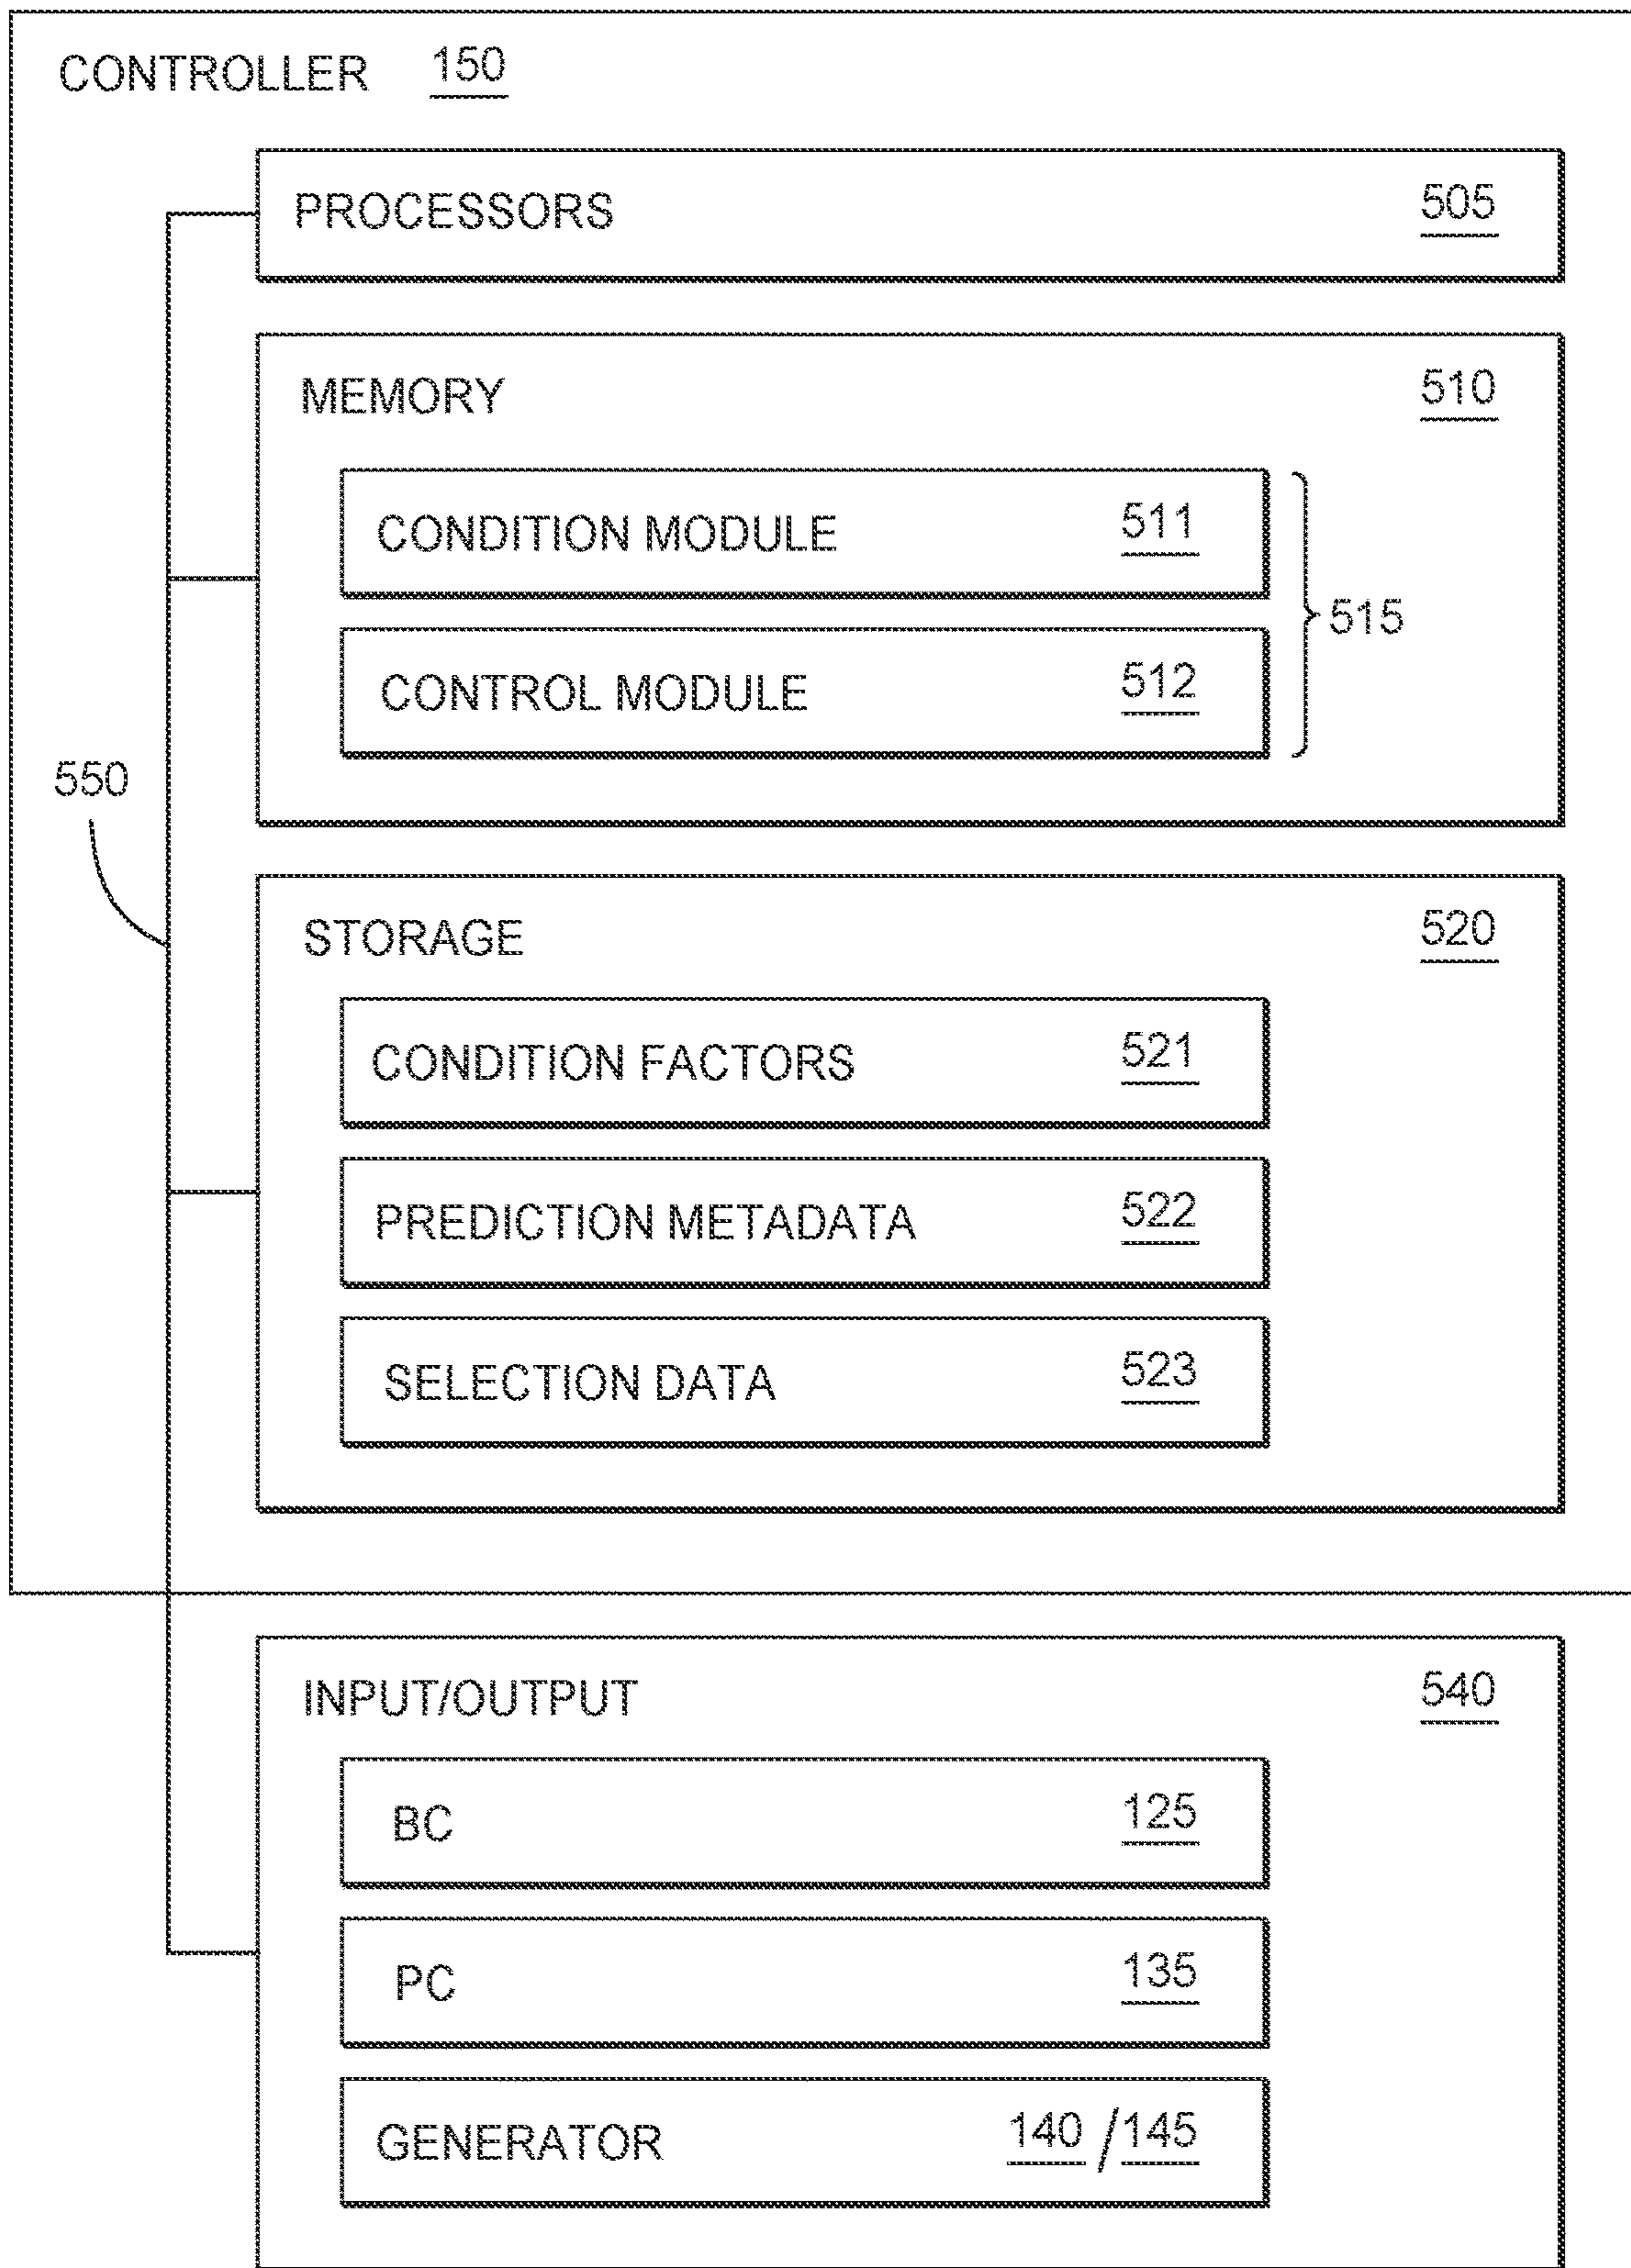 CONTROLLER 150
PROCESSORS 505
MEMORY 510
CONDITION MODULE 511
515
CONTROL MODULE 512
550
STORAGE 520
CONDITION FACTORS 521
PREDICTION METADATA 522
SELECTION DATA 523
INPUT/OUTPUT 540
BC 125
PC 135
GENERATOR 140 / 145